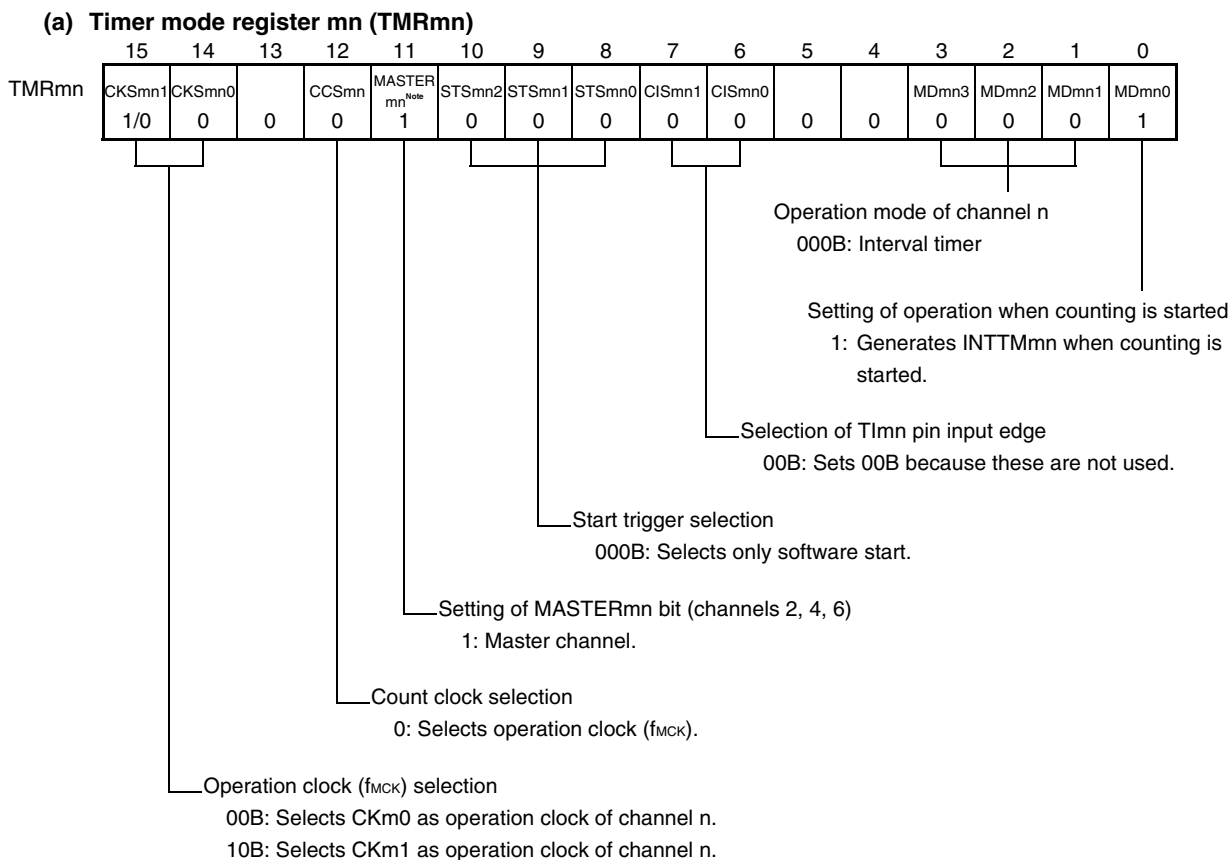 (a) Timer mode register mn (TMRmn)
15 14 13 12 11 10 9 8 7 6 5 4 3 2 1 0
TMRmn CKSmn1 CKSmn0 CCSmn MASTERmnNote STSmn2 STSmn1 STSmn0 CISmn1 CISmn0 MDmn3 MDmn2 MDmn1 MDmn0
1/0 0 0 0 1 0 0 0 0 0 0 0 0 0 0 1
Operation mode of channel n
000B: Interval timer
Setting of operation when counting is started
1: Generates INTTMmn when counting is
started.
Selection of TImn pin input edge
00B: Sets 00B because these are not used.
Start trigger selection
000B: Selects only software start.
Setting of MASTERmn bit (channels 2, 4, 6)
1: Master channel.
Count clock selection
0: Selects operation clock (fMCK).
Operation clock (fMCK) selection
00B: Selects CKm0 as operation clock of channel n.
10B: Selects CKm1 as operation clock of channel n.